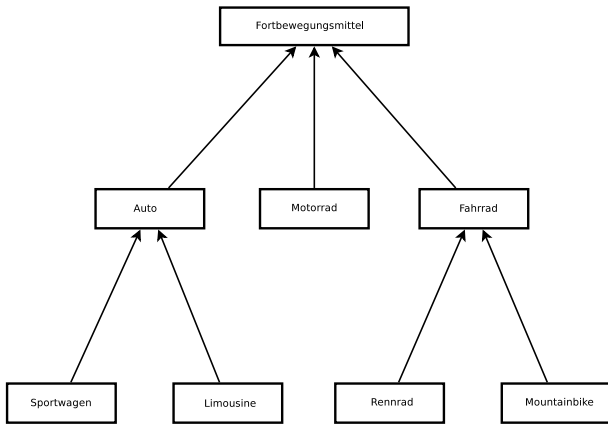 Fortbewegungsmittel
Auto
Motorrad
Fahrrad
Sportwagen
Limousine
Rennrad
Mountainbike